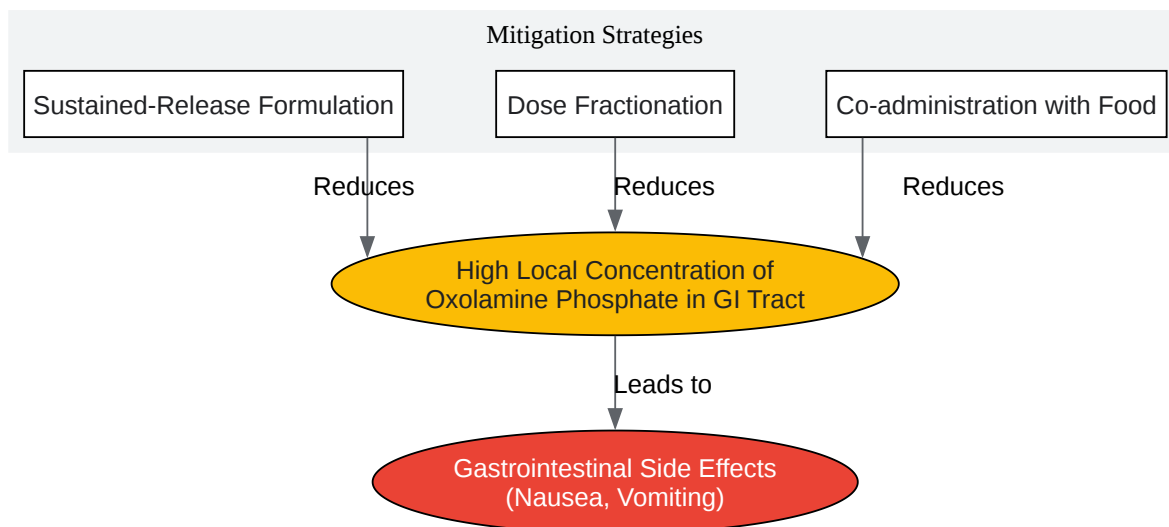 Mitigation Strategies
Sustained-Release Formulation
Dose Fractionation
Co-administration with Food
Reduces
Reduces
Reduces
High Local Concentration of
Oxolamine Phosphate in GI Tract
Leads to
Gastrointestinal Side Effects
(Nausea, Vomiting)